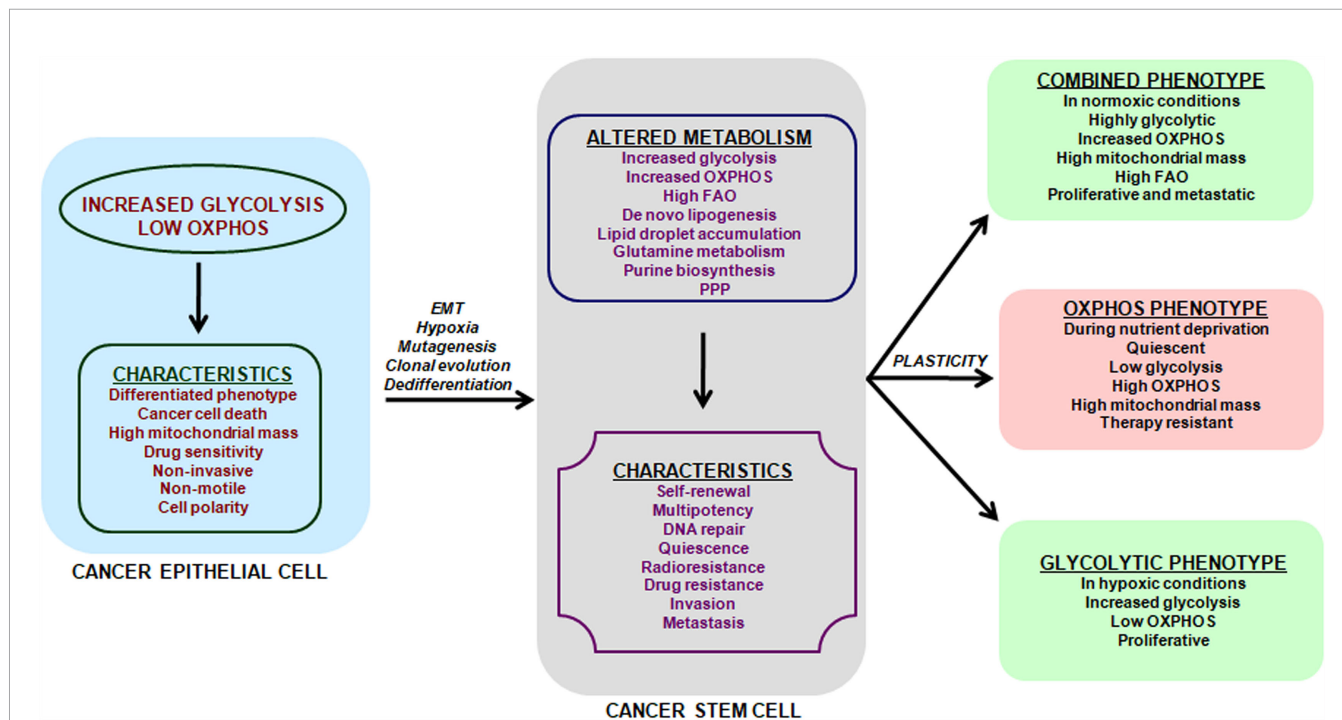 INCREASED GLYCOLYSIS
LOW OXPHOS
CHARACTERISTICS
Differentiated phenotype
Cancer cell death
High mitochondrial mass
Drug sensitivity
Non-invasive
Non-motile
Cell polarity
CANCER EPITHELIAL CELL
EMT
Hypoxia
Mutagenesis
Clonal evolution
Dedifferentiation
ALTERED METABOLISM
Increased glycolysis
Increased OXPHOS
High FAO
De novo lipogenesis
Lipid droplet accumulation
Glutamine metabolism
Purine biosynthesis
PPP
CHARACTERISTICS
Self-renewal
Multipotency
DNA repair
Quiescence
Radioresistance
Drug resistance
Invasion
Metastasis
CANCER STEM CELL
PLASTICITY
COMBINED PHENOTYPE
In normoxic conditions
Highly glycolytic
Increased OXPHOS
High mitochondrial mass
High FAO
Proliferative and metastatic
OXPHOS PHENOTYPE
During nutrient deprivation
Quiescent
Low glycolysis
High OXPHOS
High mitochondrial mass
Therapy resistant
GLYCOLYTIC PHENOTYPE
In hypoxic conditions
Increased glycolysis
Low OXPHOS
Proliferative